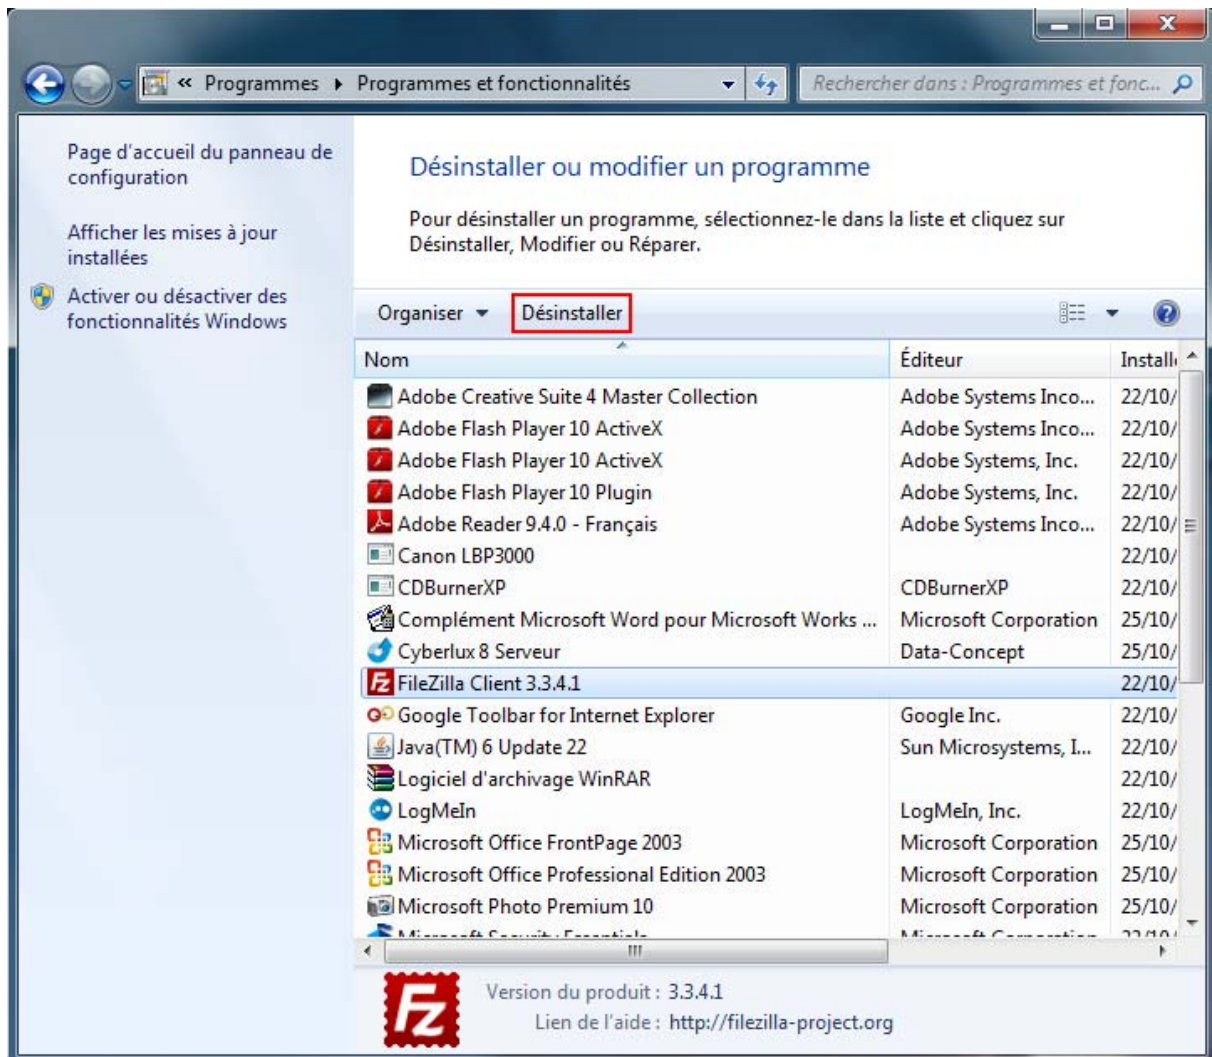 « Programmes ▸ Programmes et fonctionnalités
Rechercher dans : Programmes et fonc...
Page d'accueil du panneau de
configuration
Afficher les mises à jour
installées
Activer ou désactiver des
fonctionnalités Windows
Désinstaller ou modifier un programme
Pour désinstaller un programme, sélectionnez-le dans la liste et cliquez sur
Désinstaller, Modifier ou Réparer.
Organiser Désinstaller
Nom Éditeur Install
Adobe Creative Suite 4 Master Collection Adobe Systems Inco... 22/10/
Adobe Flash Player 10 ActiveX Adobe Systems Inco... 22/10/
Adobe Flash Player 10 ActiveX Adobe Systems, Inc. 22/10/
Adobe Flash Player 10 Plugin Adobe Systems, Inc. 22/10/
Adobe Reader 9.4.0 - Français Adobe Systems Inco... 22/10/
Canon LBP3000 22/10/
CDBurnerXP CDBurnerXP 22/10/
Complément Microsoft Word pour Microsoft Works ... Microsoft Corporation 25/10/
Cyberlux 8 Serveur Data-Concept 25/10/
FileZilla Client 3.3.4.1 22/10/
Google Toolbar for Internet Explorer Google Inc. 22/10/
Java(TM) 6 Update 22 Sun Microsystems, I... 22/10/
Logiciel d'archivage WinRAR 22/10/
LogMeIn LogMeIn, Inc. 22/10/
Microsoft Office FrontPage 2003 Microsoft Corporation 25/10/
Microsoft Office Professional Edition 2003 Microsoft Corporation 25/10/
Microsoft Photo Premium 10 Microsoft Corporation 25/10/
Microsoft Security Essentials Microsoft Corporation
Fz
Version du produit : 3.3.4.1
Lien de l'aide : http://filezilla-project.org